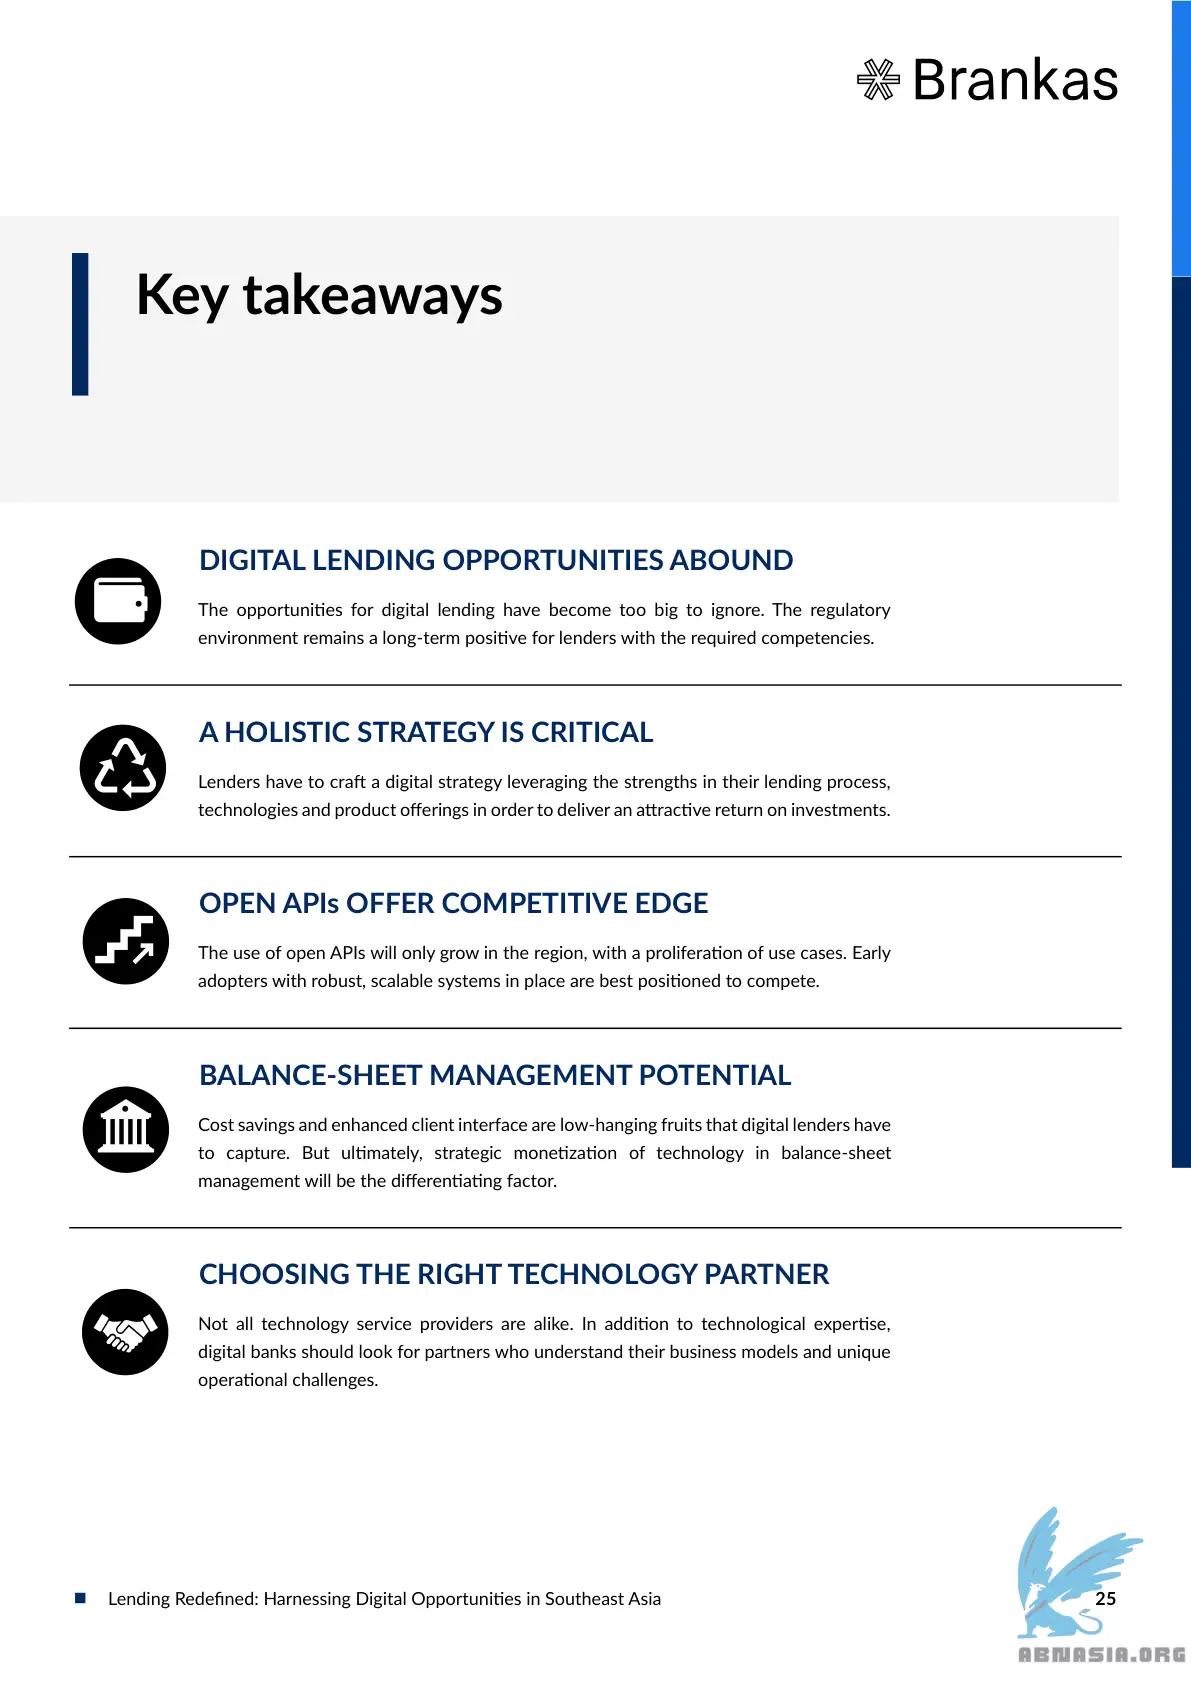 Brankas
Key takeaways
DIGITAL LENDING OPPORTUNITIES ABOUND
The opportunities for digital lending have become too big to ignore. The regulatory
environment remains a long-term positive for lenders with the required competencies.
A HOLISTIC STRATEGY IS CRITICAL
Lenders have to craft a digital strategy leveraging the strengths in their lending process,
technologies and product offerings in order to deliver an attractive return on investments.
OPEN APIs OFFER COMPETITIVE EDGE
The use of open APIs will only grow in the region, with a proliferation of use cases. Early
adopters with robust, scalable systems in place are best positioned to compete.
BALANCE-SHEET MANAGEMENT POTENTIAL
Cost savings and enhanced client interface are low-hanging fruits that digital lenders have
to capture. But ultimately, strategic monetization of technology in balance-sheet
management will be the differentiating factor.
CHOOSING THE RIGHT TECHNOLOGY PARTNER
Not all technology service providers are alike. In addition to technological expertise,
digital banks should look for partners who understand their business models and unique
operational challenges.
Lending Redefined: Harnessing Digital Opportunities in Southeast Asia
25
ABNASIA.ORG